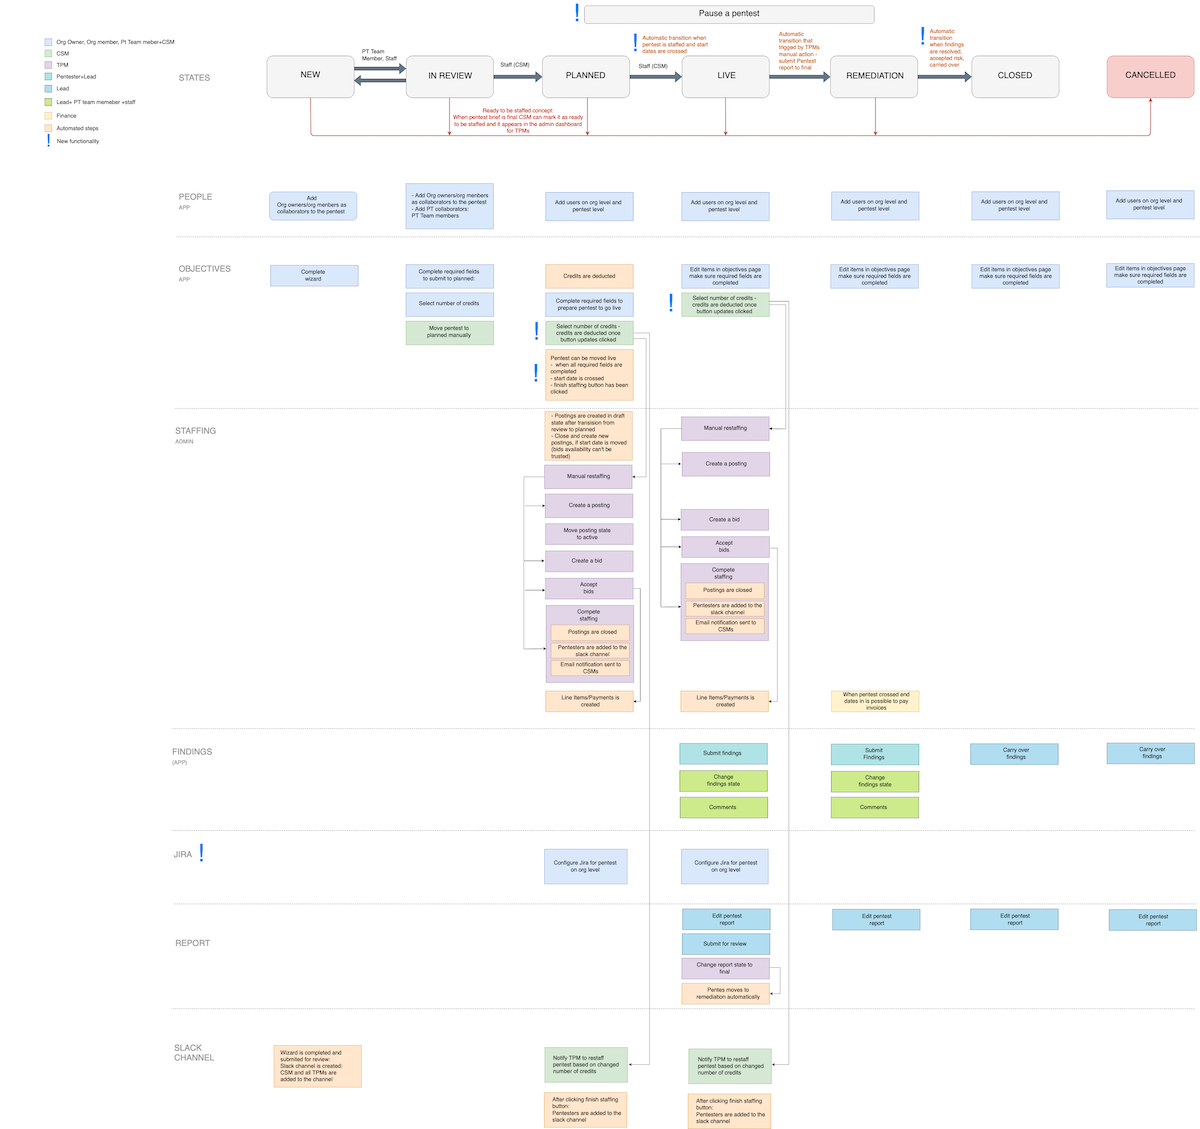 Pause a pentest
Org Owner, Org member, Pt Team meber+CSM
CSM
TPM
Pentester+Lead
Lead
Lead+ PT team memeber +staff
Finance
Automated steps
New functionality
STATES
NEW
PT Team
Member, Staff
IN REVIEW
Staff (CSM)
PLANNED
Automatic transition when
pentest is staffed and start
dates are crossed
Staff (CSM)
LIVE
Automatic
transition that
trigged by TPMs
manual action -
submit Pentest
report to final
REMEDIATION
Automatic
transition
when findings
are resolved,
accepted risk,
carried over
CLOSED
CANCELLED
Ready to be staffed concept:
When pentest brief is final CSM can mark it as ready
to be staffed and it appears in the admin dashboard
for TPMs
PEOPLE
APP
Add
Org owners/org members as
collaborators to the pentest
- Add Org owners/org members
as collaborators to the pentest
- Add PT collaborators:
PT Team members
Add users on org level and
pentest level
Add users on org level and
pentest level
Add users on org level and
pentest level
Add users on org level and
pentest level
Add users on org level and
pentest level
OBJECTIVES
APP
Complete
wizard
Complete required fields
to submit to planned:
Select number of credits
Move pentest to
planned manually
Credits are deducted
Complete required fields to
prepare pentest to go live
Select number of credits -
credits are deducted once
button updates clicked
Pentest can be moved live
- when all required fields are
completed
- start date is crossed
- finish staffing button has been
clicked
Edit items in objectives page
make sure required fields are
completed
Select number of credits -
credits are deducted once
button updates clicked
Edit items in objectives page
make sure required fields are
completed
Edit items in objectives page
make sure required fields are
completed
Edit items in objectives page
make sure required fields are
completed
STAFFING
ADMIN
- Postings are created in draft
state after transision from
review to planned
- Close and create new
postings, if start date is moved
(bids availability can't be
trusted)
Manual restaffing
Create a posting
Move posting state
to active
Create a bid
Accept
bids
Compete
staffing
Postings are closed
Pentesters are added to the
slack channel
Email notification sent to
CSMs
Line Items/Payments is
created
Manual restaffing
Create a posting
Create a bid
Accept
bids
Compete
staffing
Postings are closed
Pentesters are added to the
slack channel
Email notification sent to
CSMs
Line Items/Payments is
created
When pentest crossed end
dates in is possible to pay
invoices
FINDINGS
(APP)
Submit findings
Change
findings state
Comments
Submit
Findings
Change
findings state
Comments
Carry over
findings
Carry over
findings
JIRA
Configure Jira for pentest
on org level
Configure Jira for pentest
on org level
REPORT
Edit pentest
report
Submit for review
Change report state to
final
Pentes moves to
remediation automatically
Edit pentest
report
Edit pentest
report
Edit pentest
report
SLACK
CHANNEL
Wizard is completed and
submited for review:
Slack channel is created:
CSM and all TPMs are
added to the channel
Notify TPM to restaff
pentest based on changed
number of credits
After clicking finish staffing
button:
Pentesters are added to the
slack channel
Notify TPM to restaff
pentest based on changed
number of credits
After clicking finish staffing
button:
Pentesters are added to the
slack channel